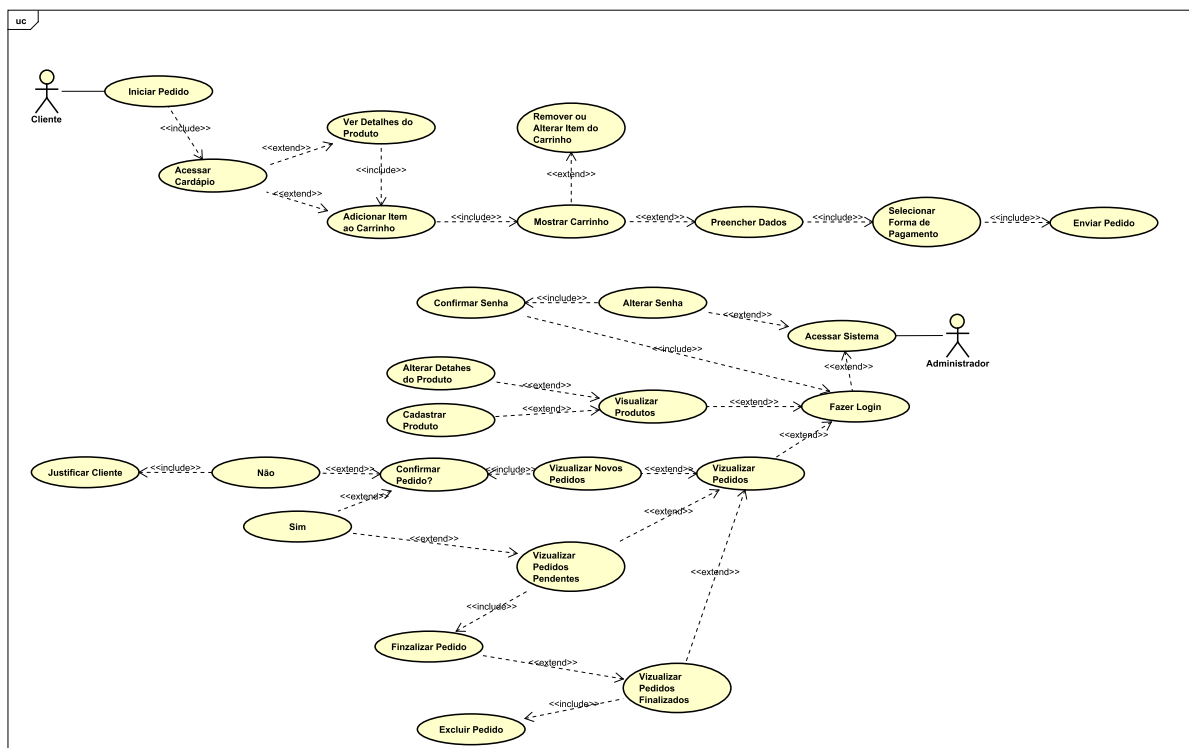 uc
Cliente
Iniciar Pedido
<<include>>
Acessar
Cardápio
<<extend>>
<<extend>>
Ver Detalhes do
Produto
<<include>>
Adicionar Item
ao Carrinho
<<include>>
Remover ou
Alterar Item do
Carrinho
<<extend>>
Mostrar Carrinho
<<extend>>
Preencher Dados
<<include>>
Selecionar
Forma de
Pagamento
<<include>>
Enviar Pedido
Confirmar Senha
<<include>>
Alterar Senha
<<extend>>
Acessar Sistema
Administrador
<<include>>
<<extend>>
Alterar Detahes
do Produto
<<extend>>
Cadastrar
Produto
<<extend>>
Visualizar
Produtos
<<extend>>
Fazer Login
<<extend>>
Justificar Cliente
<<include>>
Não
<<extend>>
Confirmar
Pedido?
<<include>>
Vizualizar Novos
Pedidos
<<extend>>
Vizualizar
Pedidos
<<extend>>
Sim
<<extend>>
<<extend>>
Vizualizar
Pedidos
Pendentes
<<extend>>
<<include>>
Finzalizar Pedido
<<extend>>
Vizualizar
Pedidos
Finalizados
<<include>>
Excluir Pedido